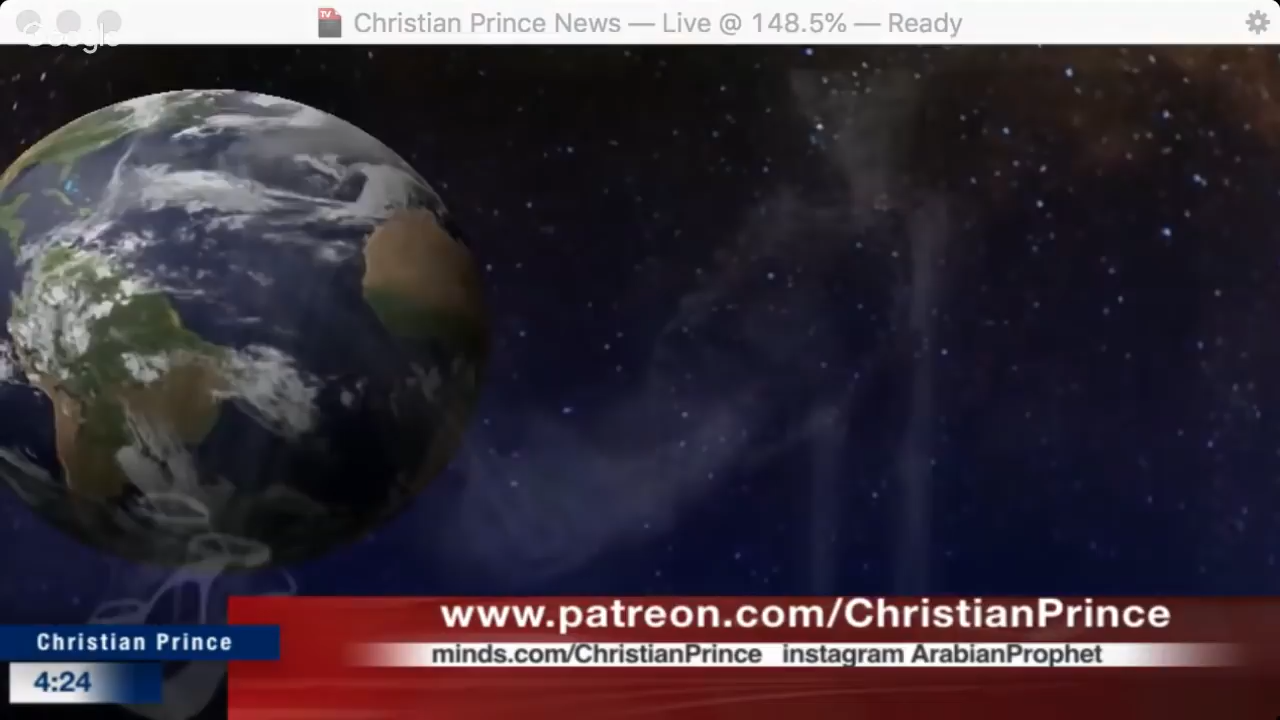 Christian Prince News — Live @ 148.5% — Ready
Google
www.patreon.com/ChristianPrince
Christian Prince
minds.com/ChristianPrince instagram ArabianProphet
4:24